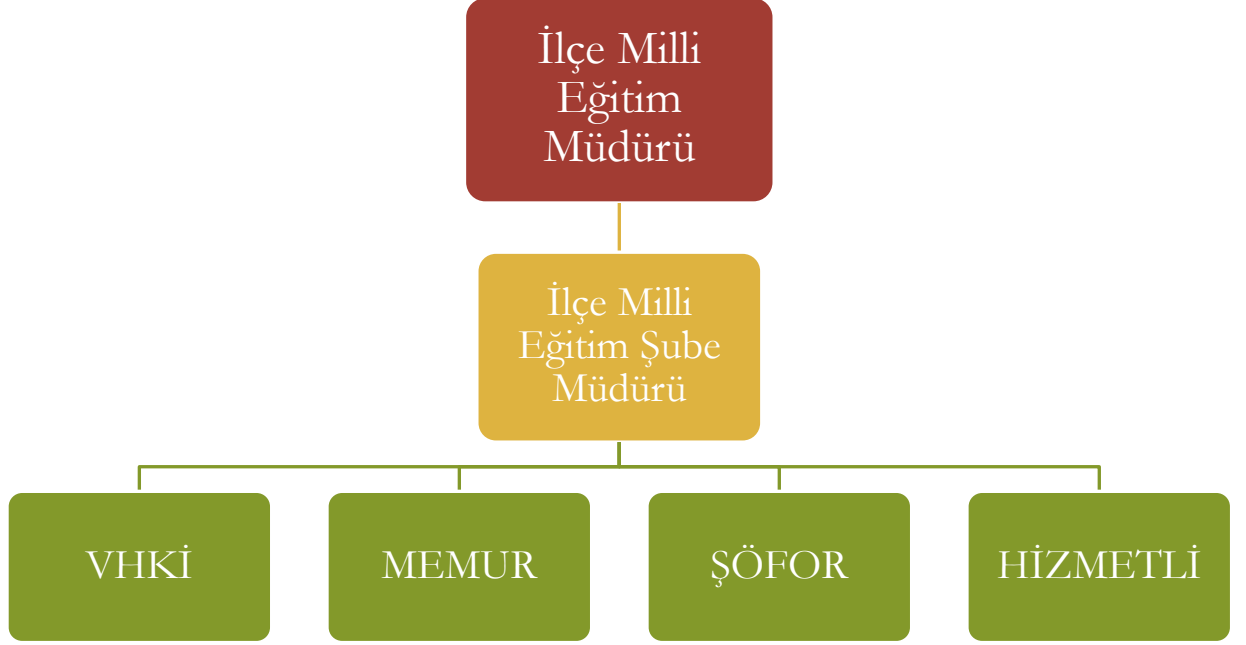 İlçe Milli
Eğitim
Müdürü
İlçe Milli
Eğitim Şube
Müdürü
VHKİ
MEMUR
ŞÖFOR
HİZMETLİ